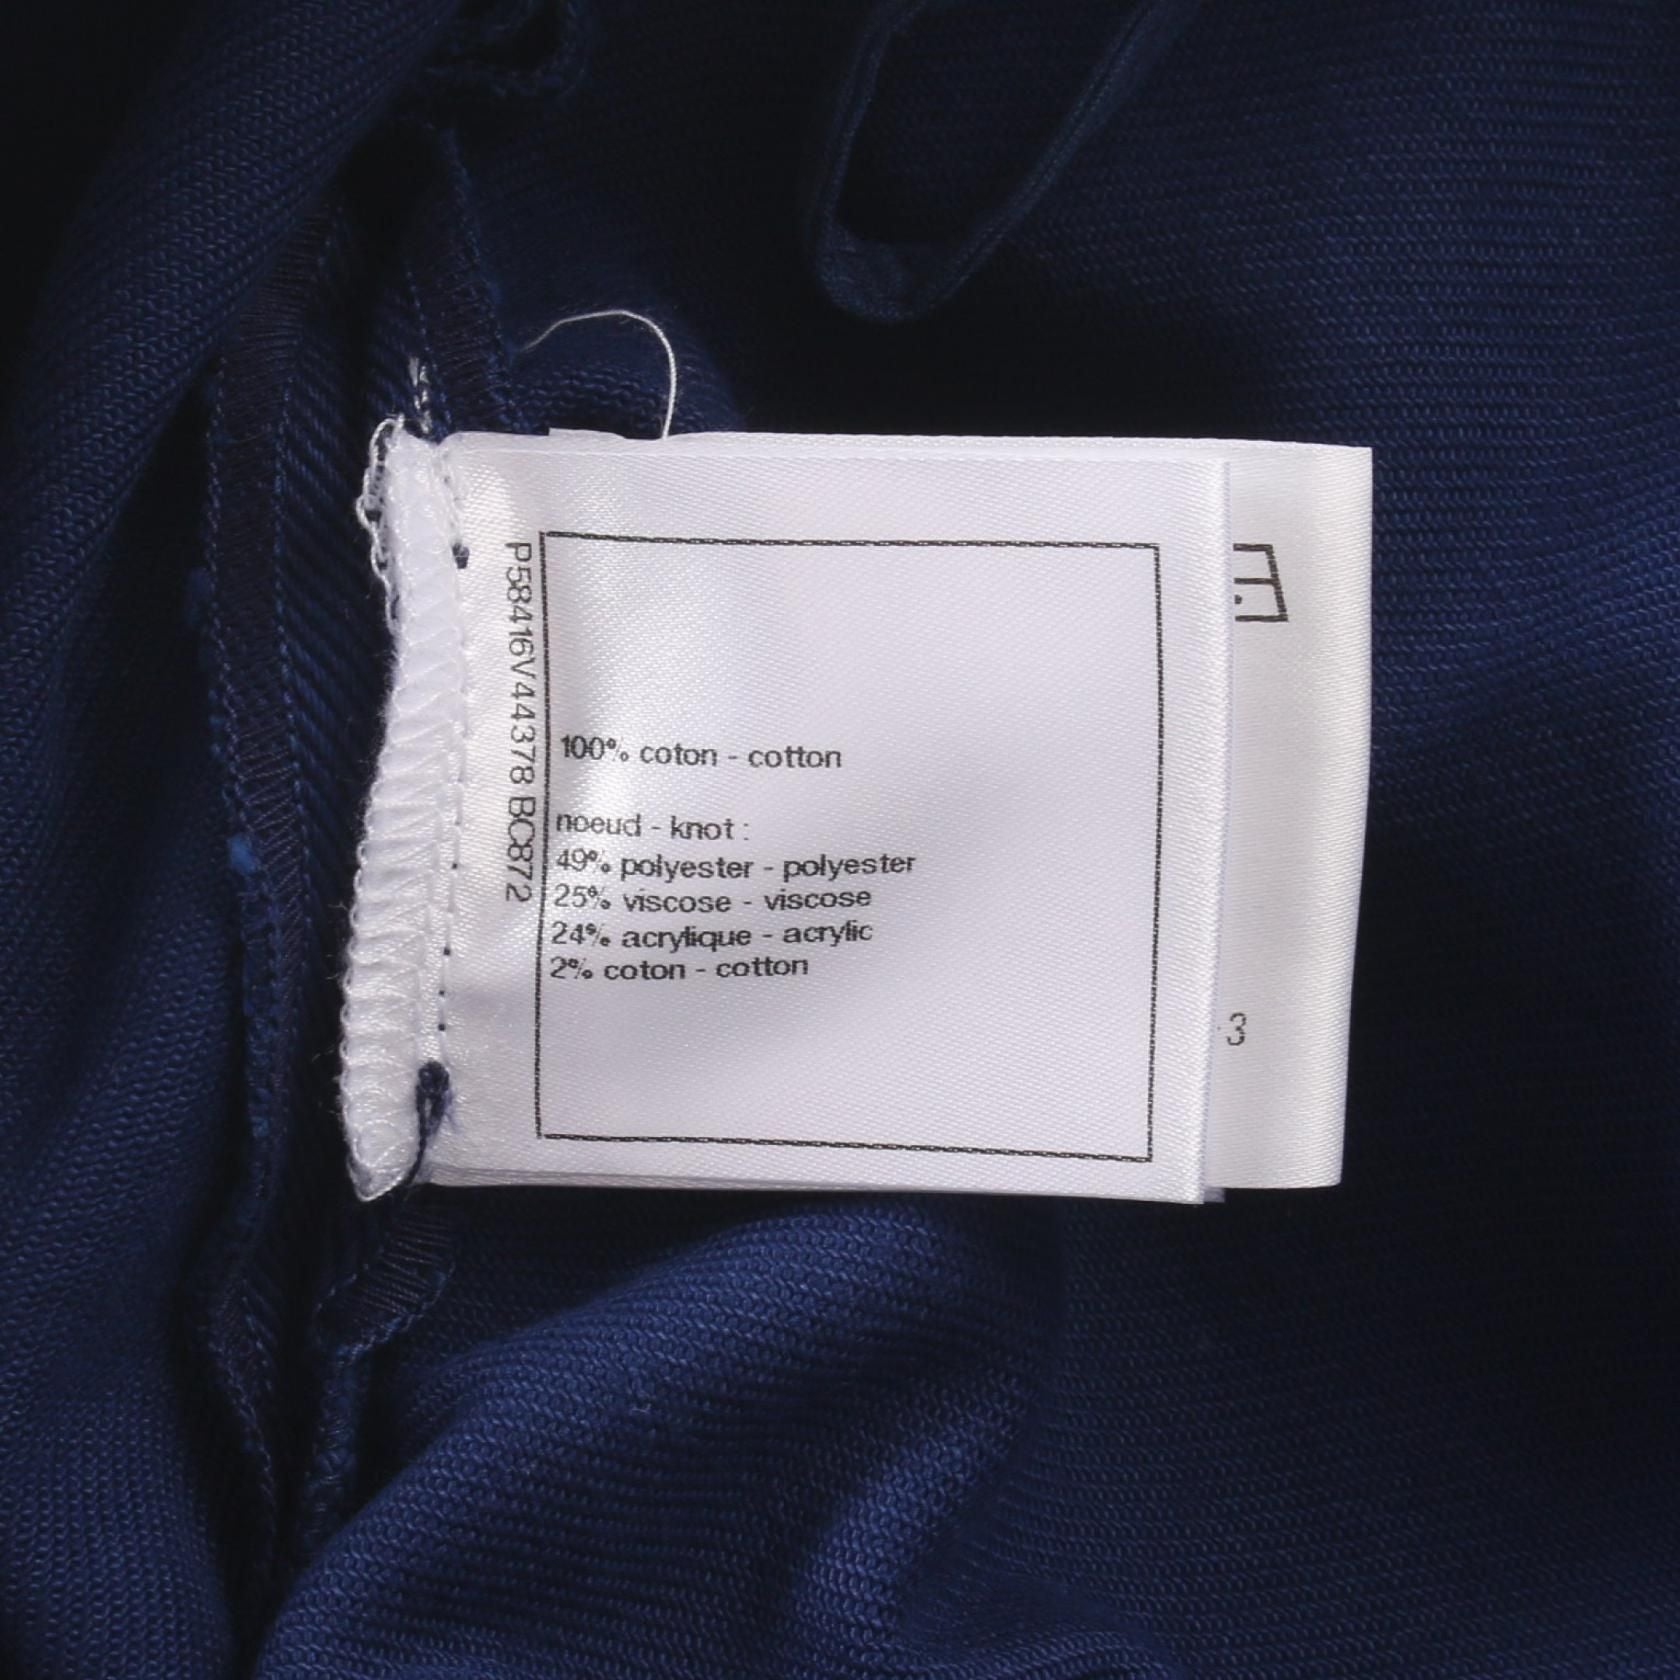 P58416V44378 BC872
100% coton - cotton
noeud - knot :
49% polyester - polyester
25% viscose - viscose
24% acrylique - acrylic
2% coton - cotton
3